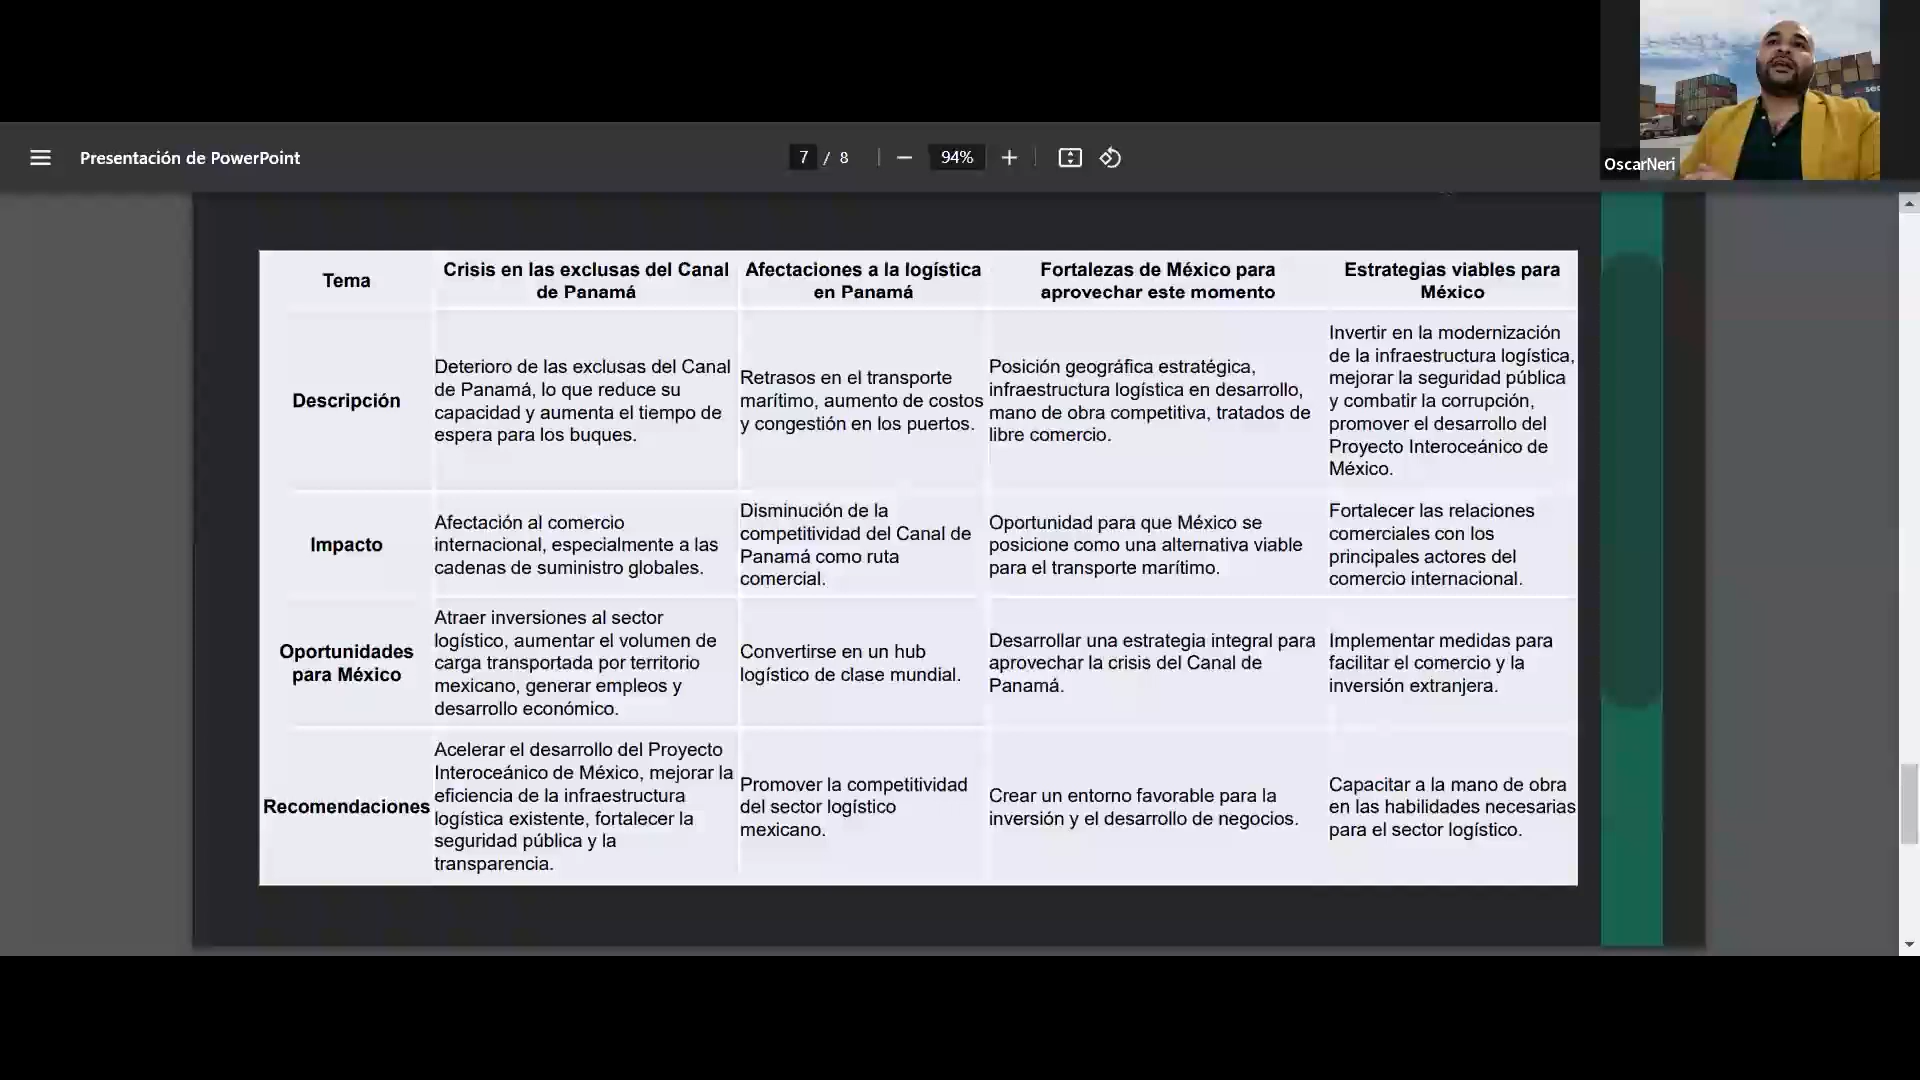 Presentación de PowerPoint
7 / 8
94%
OscarNeri
Tema
Crisis en las exclusas del Canal
de Panamá
Afectaciones a la logística
en Panamá
Fortalezas de México para
aprovechar este momento
Estrategias viables para
México
Descripción
Deterioro de las exclusas del Canal
de Panamá, lo que reduce su
capacidad y aumenta el tiempo de
espera para los buques.
Retrasos en el transporte
marítimo, aumento de costos
y congestión en los puertos.
Posición geográfica estratégica,
infraestructura logística en desarrollo,
mano de obra competitiva, tratados de
libre comercio.
Invertir en la modernización
de la infraestructura logística,
mejorar la seguridad pública
y combatir la corrupción,
promover el desarrollo del
Proyecto Interoceánico de
México.
Impacto
Afectación al comercio
internacional, especialmente a las
cadenas de suministro globales.
Disminución de la
competitividad del Canal de
Panamá como ruta
comercial.
Oportunidad para que México se
posicione como una alternativa viable
para el transporte marítimo.
Fortalecer las relaciones
comerciales con los
principales actores del
comercio internacional.
Oportunidades
para México
Atraer inversiones al sector
logístico, aumentar el volumen de
carga transportada por territorio
mexicano, generar empleos y
desarrollo económico.
Convertirse en un hub
logístico de clase mundial.
Desarrollar una estrategia integral para
aprovechar la crisis del Canal de
Panamá.
Implementar medidas para
facilitar el comercio y la
inversión extranjera.
Recomendaciones
Acelerar el desarrollo del Proyecto
Interoceánico de México, mejorar la
eficiencia de la infraestructura
logística existente, fortalecer la
seguridad pública y la
transparencia.
Promover la competitividad
del sector logístico
mexicano.
Crear un entorno favorable para la
inversión y el desarrollo de negocios.
Capacitar a la mano de obra
en las habilidades necesarias
para el sector logístico.